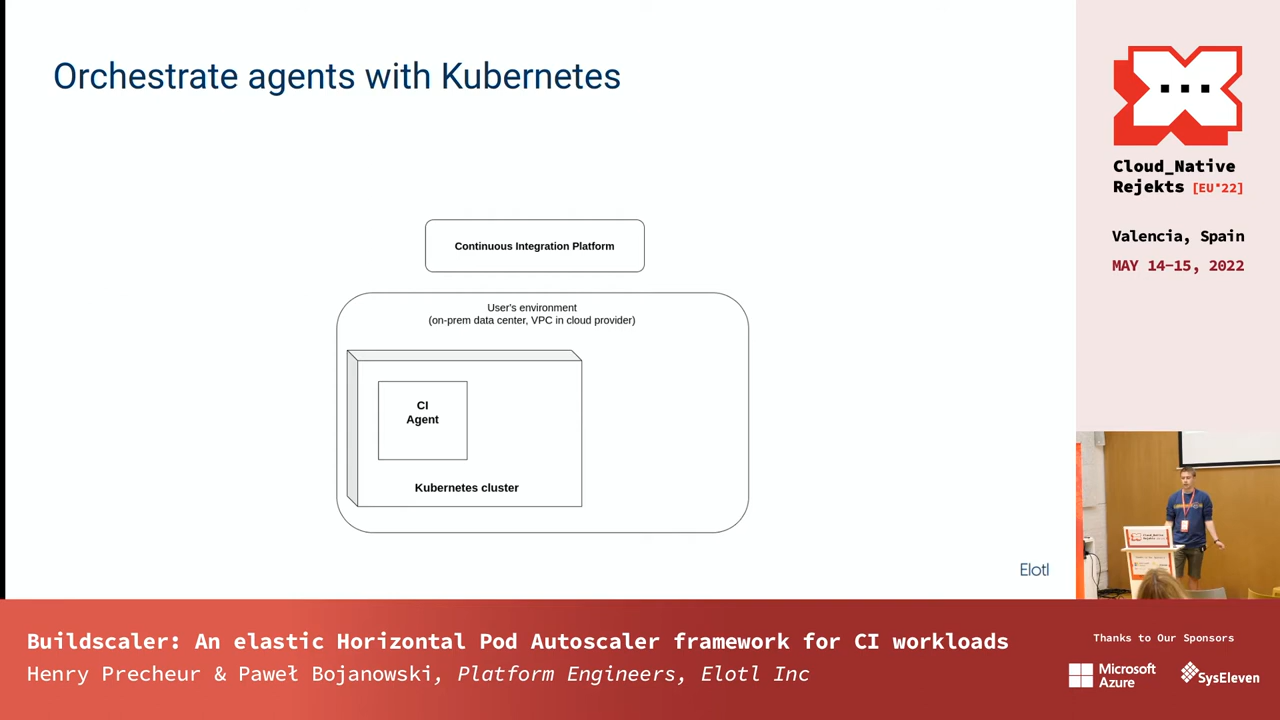 Orchestrate agents with Kubernetes
Continuous Integration Platform
User's environment
(on-prem data center, VPC in cloud provider)
CI
Agent
Kubernetes cluster
Elotl
Cloud_Native
Rejekts [EU'22]
Valencia, Spain
MAY 14-15, 2022
Buildscaler: An elastic Horizontal Pod Autoscaler framework for CI workloads
Henry Precheur & Paweł Bojanowski, Platform Engineers, Elotl Inc
Thanks to Our Sponsors
Microsoft
Azure
SysEleven